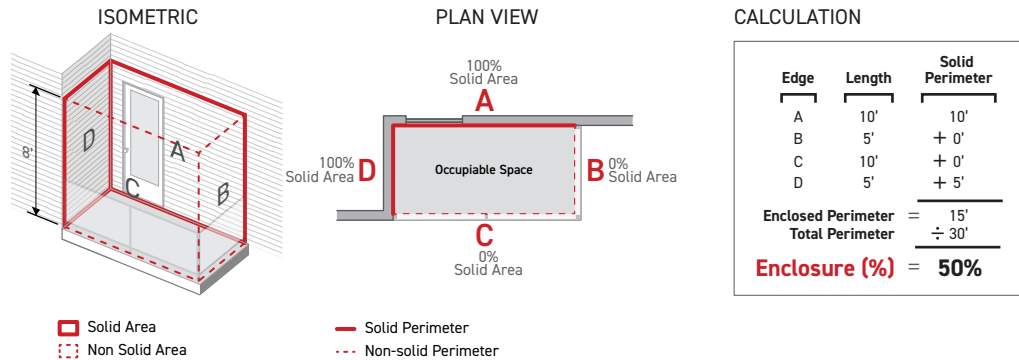 ISOMETRIC
8'
D
A
C
B
Solid Area
Non Solid Area
PLAN VIEW
100%
Solid Area
A
100%
Solid Area
D
Occupiable Space
B
0%
Solid Area
C
0%
Solid Area
Solid Perimeter
Non-solid Perimeter
CALCULATION
Edge Length Solid Perimeter
A 10' 10'
B 5' + 0'
C 10' + 0'
D 5' + 5'
Enclosed Perimeter = 15'
Total Perimeter ÷ 30'
Enclosure (%) = 50%